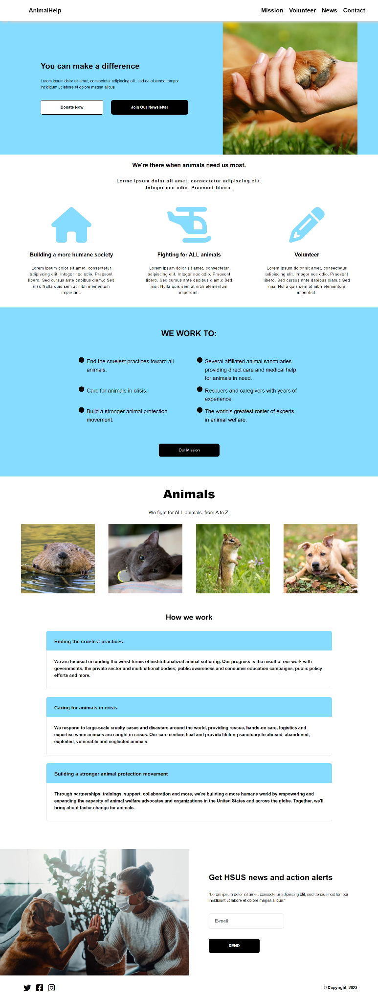 AnimalHelp
Mission Volunteer News Contact
You can make a difference
Lorem ipsum dolor sit amet, consectetur adipiscing elit, sed do eiusmod tempor
incididunt ut labore et dolore magna aliqua
Donate Now
Join Our Newsletter
We're there when animals need us most.
Lorme ipsum dolor sit amet, consectetur adipiscing elit.
Integer nec odio. Praesent libero.
Building a more humane society
Lorem ipsum dolor sit amet, consectetur
adipiscing elit. Integer nec odio. Praesent
libero. Sed cursus ante dapibus diam.c Sed
nisi. Nulla quis sem at nibh elementum
imperdiet.
Fighting for ALL animals
Lorem ipsum dolor sit amet, consectetur
adipiscing elit. Integer nec odio. Praesent
libero. Sed cursus ante dapibus diam.c Sed
nisi. Nulla quis sem at nibh elementum
imperdiet.
Volunteer
Lorem ipsum dolor sit amet, consectetur
adipiscing elit. Integer nec odio. Praesent
libero. Sed cursus ante dapibus diam.c Sed
nisi. Nulla quis sem at nibh elementum
imperdiet.
WE WORK TO:
End the cruelest practices toward all
animals.
Care for animals in crisis.
Build a stronger animal protection
movement.
Several affiliated animal sanctuaries
providing direct care and medical help
for animals in need.
Rescuers and caregivers with years of
experience.
The world's greatest roster of experts
in animal welfare.
Our Mission
Animals
We fight for ALL animals, from A to Z.
How we work
Ending the cruelest practices
We are focused on ending the worst forms of institutionalized animal suffering. Our progress is the result of our work with
governments, the private sector and multinational bodies; public awareness and consumer education campaigns, public policy
efforts and more.
Caring for animals in crisis
We respond to large-scale cruelty cases and disasters around the world, providing rescue, hands-on care, logistics and
expertise when animals are caught in crises. Our care centers heal and provide lifelong sanctuary to abused, abandoned,
exploited, vulnerable and neglected animals.
Building a stronger animal protection movement
Through partnerships, trainings, support, collaboration and more, we're building a more humane world by empowering and
expanding the capacity of animal welfare advocates and organizations in the United States and across the globe. Together, we'll
bring about faster change for animals.
Get HSUS news and action alerts
"Lorem ipsum dolor sit amet, consectetur adipiscing elit, sed do eiusmod tempor
incididunt ut labore et dolore magna aliqua."
E-mail
SEND
© Copyright, 2023